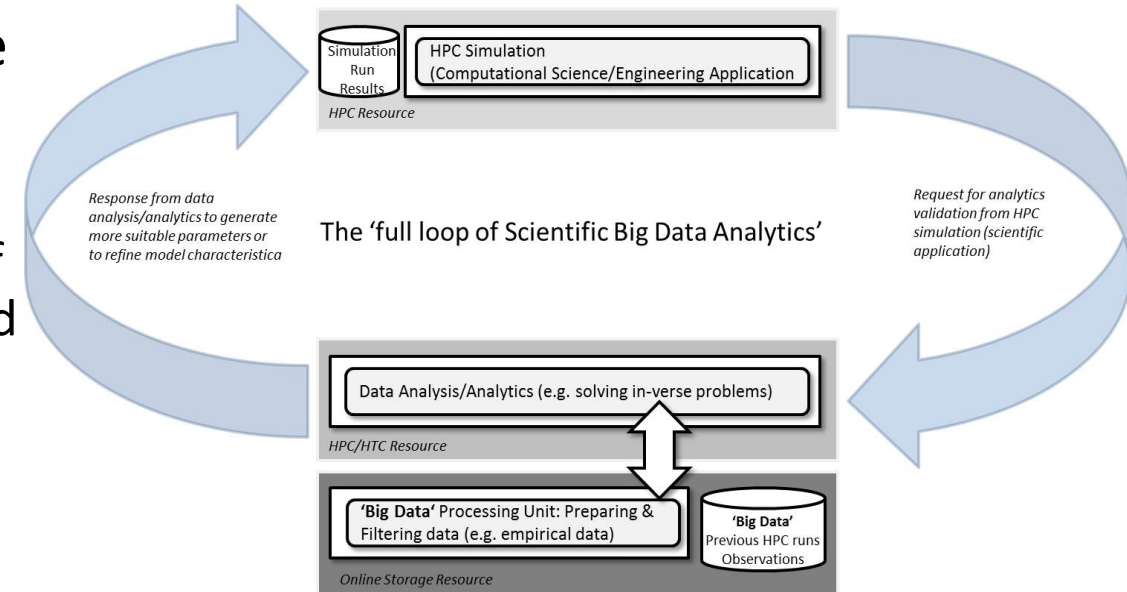 e
f
d
Simulation
Run
Results
HPC Simulation
(Computational Science/Engineering Application
HPC Resource
Response from data
analysis/analytics to generate
more suitable parameters or
to refine model characteristica
The ‘full loop of Scientific Big Data Analytics’
Request for analytics
validation from HPC
simulation (scientific
application)
Data Analysis/Analytics (e.g. solving in-verse problems)
HPC/HTC Resource
‘Big Data‘ Processing Unit: Preparing &
Filtering data (e.g. empirical data)
‘Big Data’
Previous HPC runs
Observations
Online Storage Resource